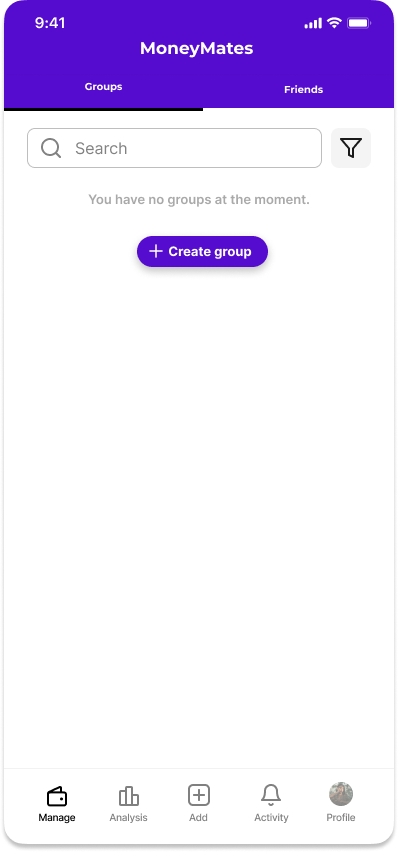 9:41
MoneyMates
Groups
Friends
Search
You have no groups at the moment.
Create group
Manage
Analysis
Add
Activity
Profile